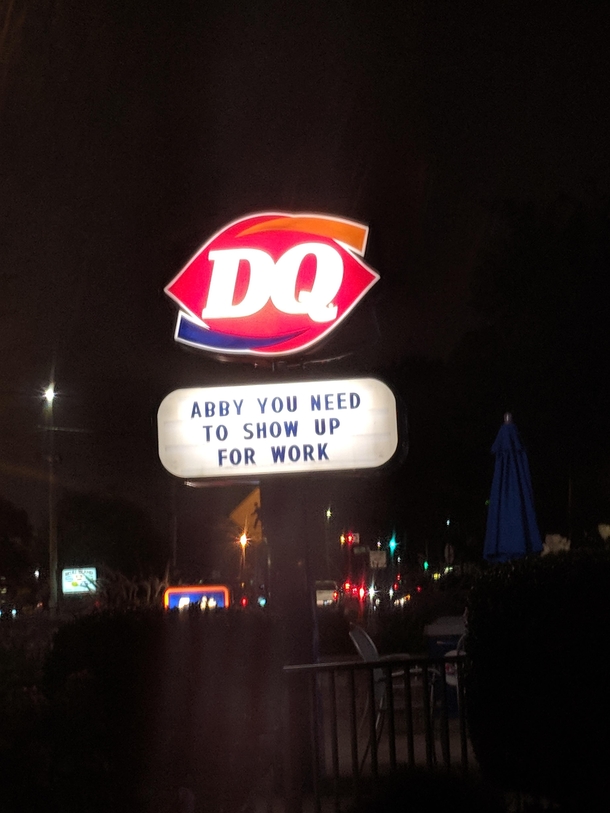 DQ
ABBY YOU NEED
TO SHOW UP
FOR WORK